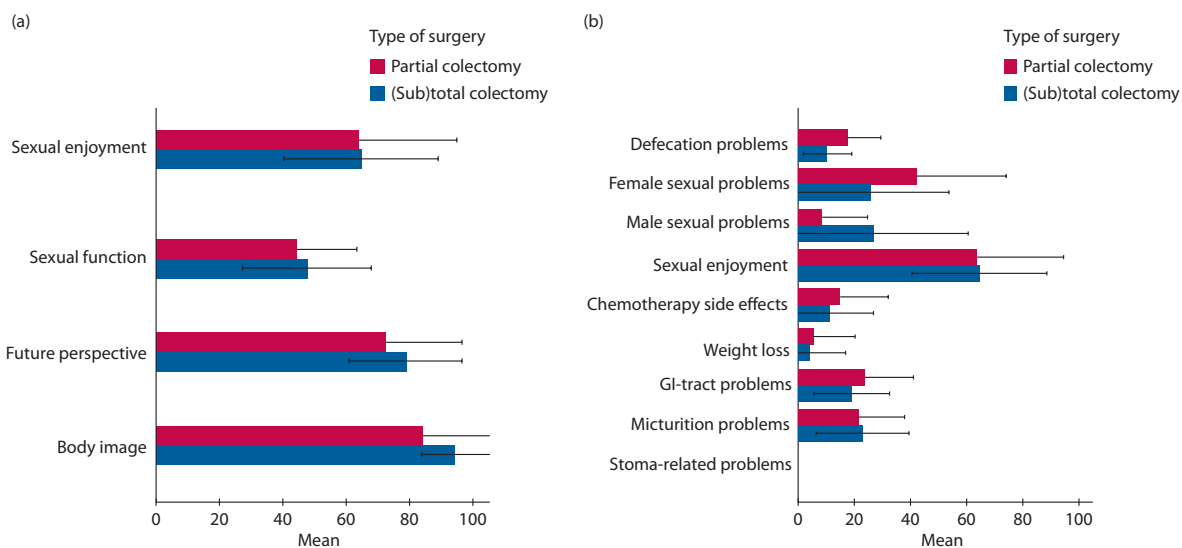 (a)
Type of surgery
Partial colectomy
(Sub)total colectomy
Sexual enjoyment
Sexual function
Future perspective
Body image
0 20 40 60 80 100
Mean
(b)
Type of surgery
Partial colectomy
(Sub)total colectomy
Defecation problems
Female sexual problems
Male sexual problems
Sexual enjoyment
Chemotherapy side effects
Weight loss
GI-tract problems
Micturition problems
Stoma-related problems
0 20 40 60 80 100
Mean